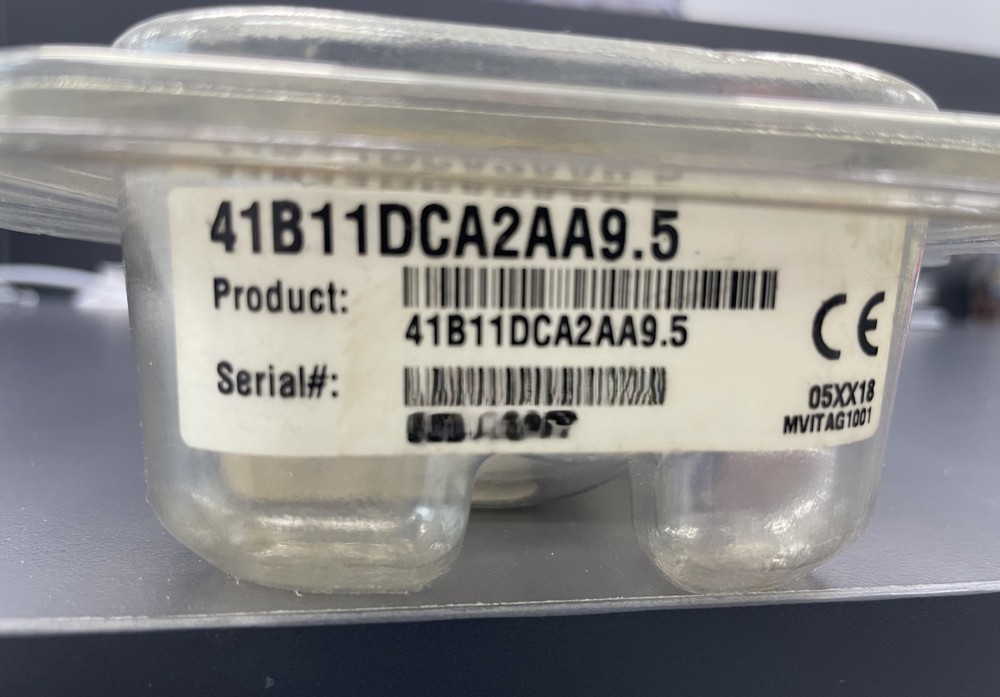 41B11DCA2AA9.5
Product:
41B11DCA2AA9.5
Serial#:
CE
05XX18
MVITAG1001